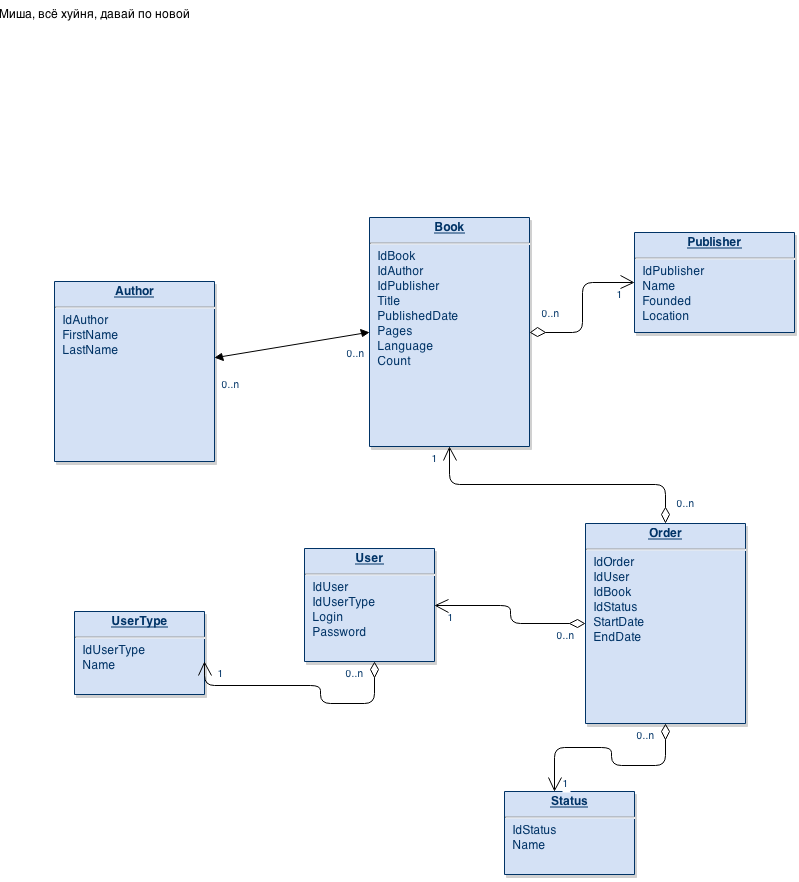 Миша, всё хуйня, давай по новой
Book
IdBook
IdAuthor
IdPublisher
Title
PublishedDate
Pages
Language
Count
Publisher
IdPublisher
Name
Founded
Location
Author
IdAuthor
FirstName
LastName
0..n
1
0..n
0..n
1
0..n
Order
IdOrder
IdUser
IdBook
IdStatus
StartDate
EndDate
User
IdUser
IdUserType
Login
Password
1
0..n
UserType
IdUserType
Name
1
0..n
0..n
1
Status
IdStatus
Name